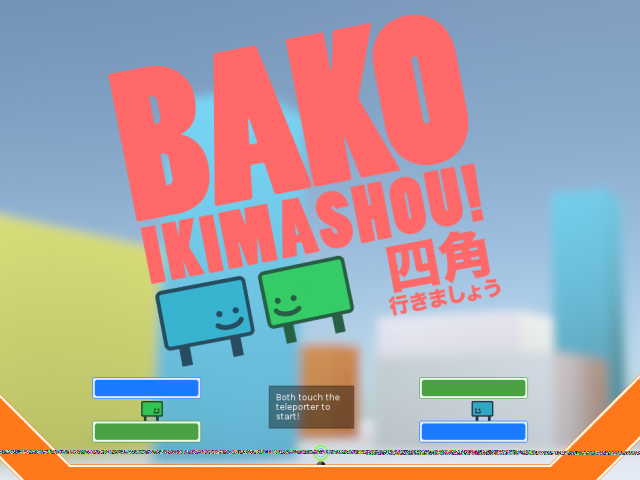 BAKO
IKIMASHOU!
四角
行きましょう
Both touch the
teleporter to
start!